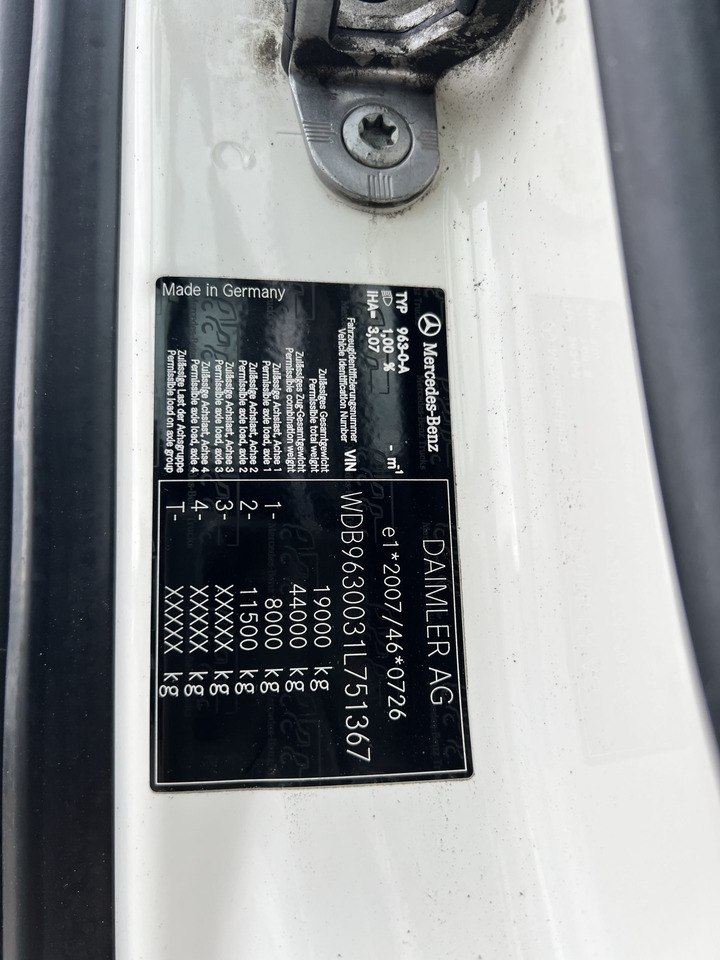 Mercedes-Benz DAIMLER AG
TYP 963-0-A
1,00 % - m-1 e1*2007/46*0726
IHA= 3,07
Fahrzeugidentifizierungsnummer
Vehicle Identification Number VIN WDB9630031L751367
Zulässiges Gesamtgewicht
Permissible total weight 19000 kg
Zulässiges Zug-Gesamtgewicht
Permissible combination weight 44000 kg
Zulässige Achslast, Achse 1
Permissible axle load, axle 1 1- 8000 kg
Zulässige Achslast, Achse 2
Permissible axle load, axle 2 2- 11500 kg
Zulässige Achslast, Achse 3
Permissible axle load, axle 3 3- XXXXX kg
Zulässige Achslast, Achse 4
Permissible axle load, axle 4 4- XXXXX kg
Zulässige Last der Achsgruppe
Permissible load on axle group T- XXXXX kg
Made in Germany